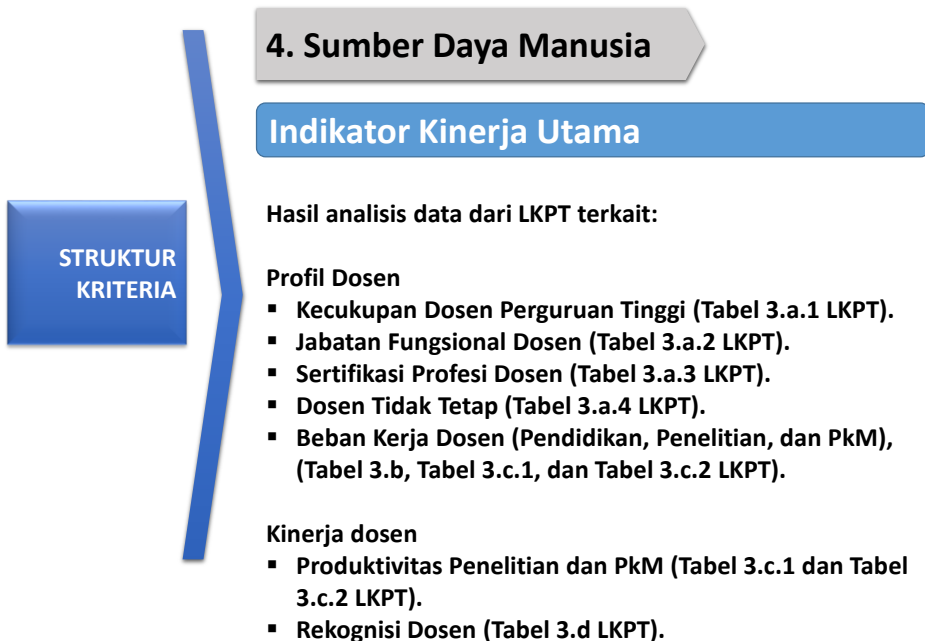 4. Sumber Daya Manusia
Indikator Kinerja Utama
STRUKTUR
KRITERIA
Hasil analisis data dari LKPT terkait:
Profil Dosen
▪ Kecukupan Dosen Perguruan Tinggi (Tabel 3.a.1 LKPT).
▪ Jabatan Fungsional Dosen (Tabel 3.a.2 LKPT).
▪ Sertifikasi Profesi Dosen (Tabel 3.a.3 LKPT).
▪ Dosen Tidak Tetap (Tabel 3.a.4 LKPT).
▪ Beban Kerja Dosen (Pendidikan, Penelitian, dan PkM),
(Tabel 3.b, Tabel 3.c.1, dan Tabel 3.c.2 LKPT).
Kinerja dosen
▪ Produktivitas Penelitian dan PkM (Tabel 3.c.1 dan Tabel
3.c.2 LKPT).
▪ Rekognisi Dosen (Tabel 3.d LKPT).